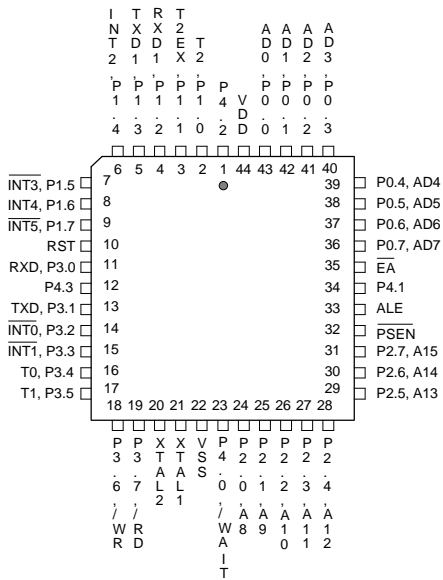 INT2,P1.4
TXD1,P1.3
RXD1,P1.2
T2EX,P1.1
T2,P1.0
P4.2
VDD
AD0,P0.0
AD1,P0.1
AD2,P0.2
AD3,P0.3
6 5 4 3 2 1 44 43 42 41 40
INT3, P1.5 7
INT4, P1.6 8
INT5, P1.7 9
RST 10
RXD, P3.0 11
P4.3 12
TXD, P3.1 13
INT0, P3.2 14
INT1, P3.3 15
T0, P3.4 16
T1, P3.5 17
39 P0.4, AD4
38 P0.5, AD5
37 P0.6, AD6
36 P0.7, AD7
35 EA
34 P4.1
33 ALE
32 PSEN
31 P2.7, A15
30 P2.6, A14
29 P2.5, A13
18 19 20 21 22 23 24 25 26 27 28
P3.6,/WR
P3.7,/RD
XTAL2
XTAL1
VSS
P4.0,/WAIT
P2.0,A8
P2.1,A9
P2.2,A10
P2.3,A11
P2.4,A12